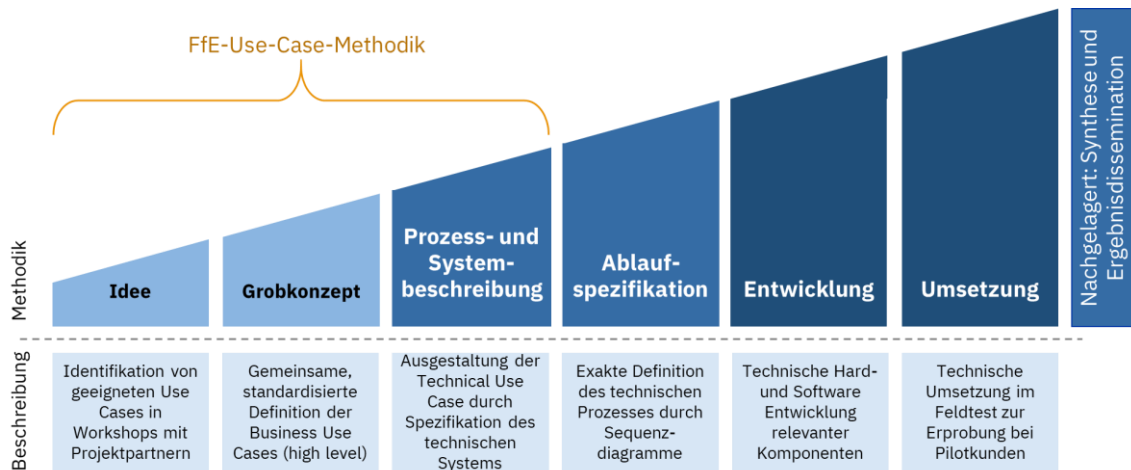 FfE-Use-Case-Methodik
Methodik
Idee
Grobkonzept
Prozess- und
System-
beschreibung
Ablauf-
spezifikation
Entwicklung
Umsetzung
Nachgelagert: Synthese und
Ergebnisdissemination
Beschreibung
Identifikation von
geeigneten Use
Cases in
Workshops mit
Projektpartnern
Gemeinsame,
standardisierte
Definition der
Business Use
Cases (high level)
Ausgestaltung der
Technical Use
Case durch
Spezifikation des
technischen
Systems
Exakte Definition
des technischen
Prozesses durch
Sequenz-
diagramme
Technische Hard-
und Software
Entwicklung
relevanter
Komponenten
Technische
Umsetzung im
Feldtest zur
Erprobung bei
Pilotkunden